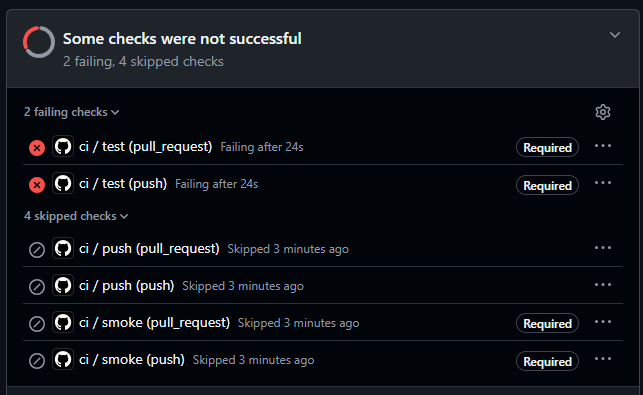 Some checks were not successful
2 failing, 4 skipped checks
2 failing checks
ci / test (pull_request) Failing after 24s Required
ci / test (push) Failing after 24s Required
4 skipped checks
ci / push (pull_request) Skipped 3 minutes ago
ci / push (push) Skipped 3 minutes ago
ci / smoke (pull_request) Skipped 3 minutes ago Required
ci / smoke (push) Skipped 3 minutes ago Required